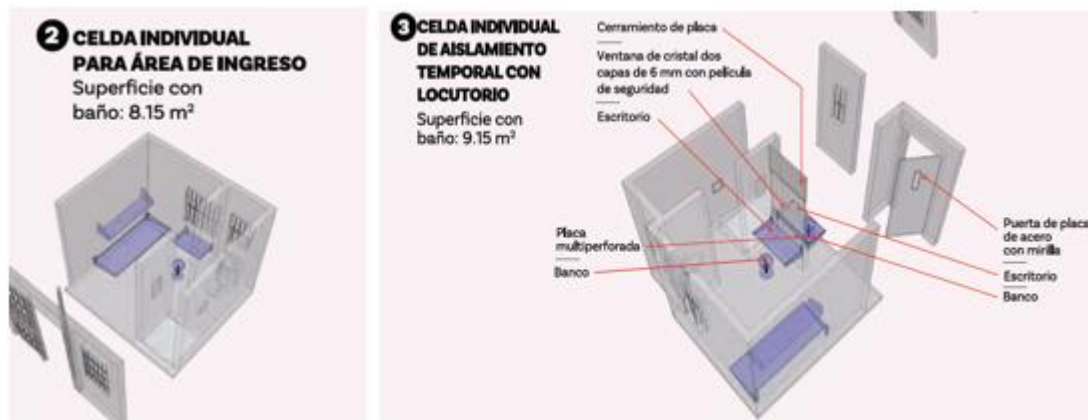 2 CELDA INDIVIDUAL
PARA ÁREA DE INGRESO
Superficie con
baño: 8.15 m²
3 CELDA INDIVIDUAL
DE AISLAMIENTO
TEMPORAL CON
LOCUTORIO
Superficie con
baño: 9.15 m²
Cerramiento de placa
Ventana de cristal dos
capas de 6 mm con película
de seguridad
Escritorio
Placa
multiperforada
Banco
Puerta de placa
de acero
con mirilla
Escritorio
Banco